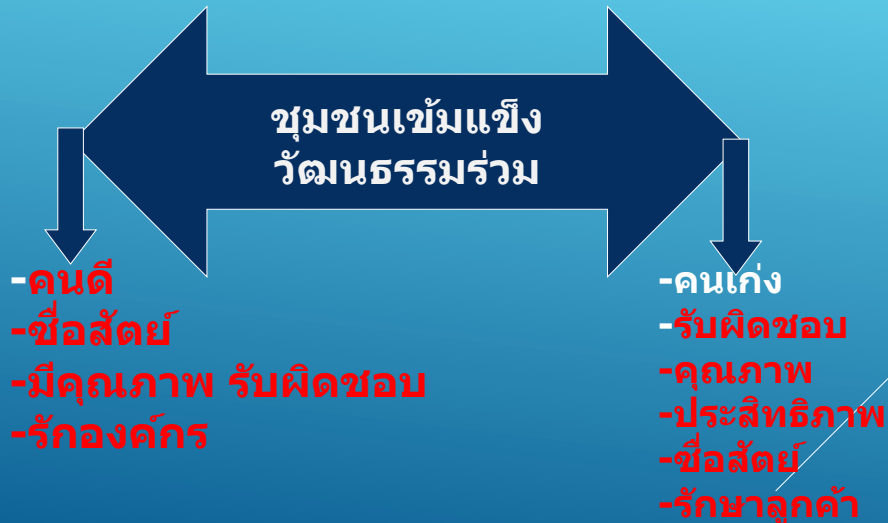 ชุมชนเข้มแข็ง
วัฒนธรรมร่วม
-คนดี
-ซื่อสัตย์
-มีคุณภาพ รับผิดชอบ
-รักองค์กร
-คนเก่ง
-รับผิดชอบ
-คุณภาพ
-ประสิทธิภาพ
-ซื่อสัตย์
-รักษาลูกค้า